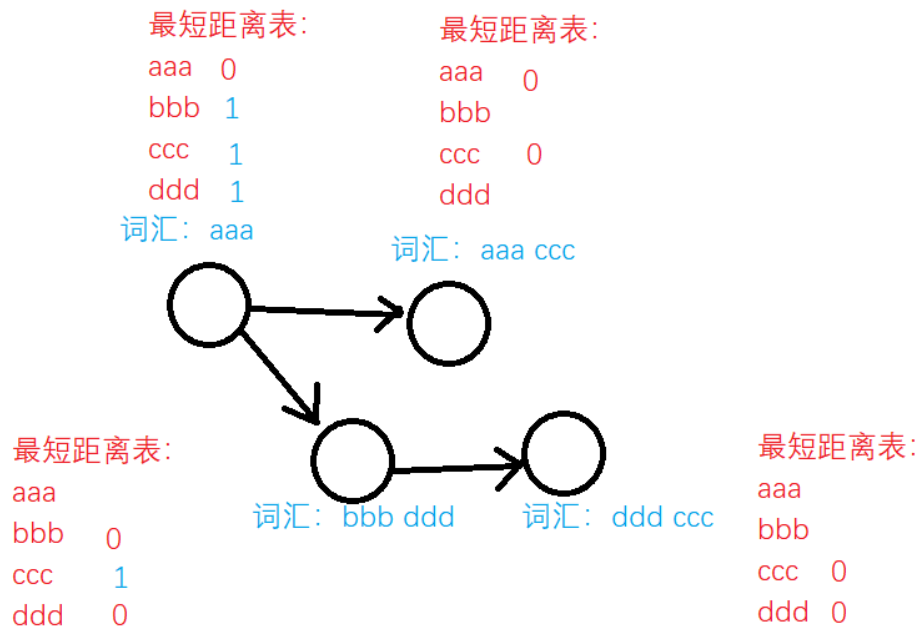 最短距离表：
aaa 0
bbb 1
ccc 1
ddd 1
词汇：aaa
最短距离表：
aaa 0
bbb
ccc 0
ddd
词汇：aaa ccc
最短距离表：
aaa
bbb 0
ccc 1
ddd 0
词汇：bbb ddd
词汇：ddd ccc
最短距离表：
aaa
bbb
ccc 0
ddd 0